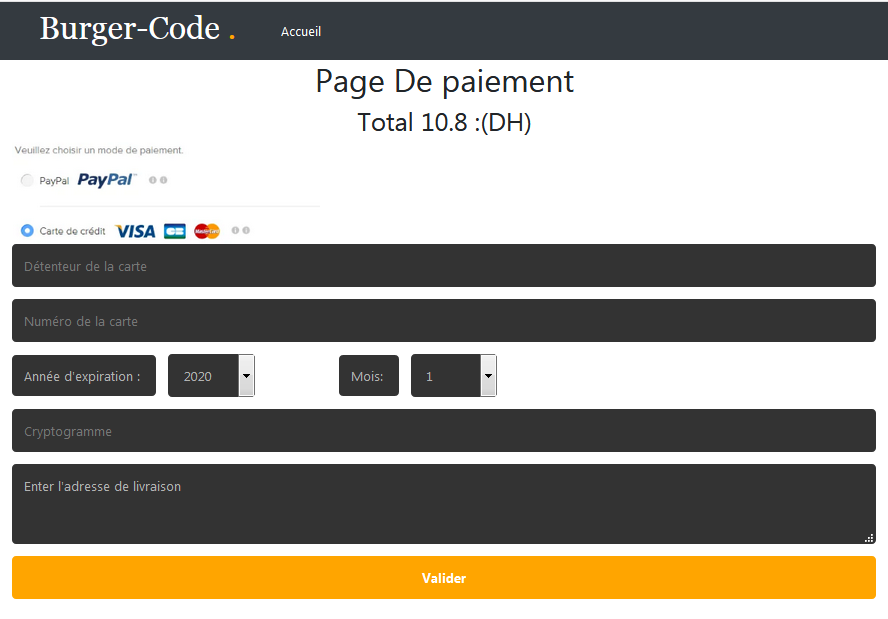 Burger-Code .
Accueil
Page De paiement
Total 10.8 :(DH)
Veuillez choisir un mode de paiement.
PayPal PayPal
Carte de crédit VISA CB MasterCard
Détenteur de la carte
Numéro de la carte
Année d'expiration : 2020 Mois: 1
Cryptogramme
Enter l'adresse de livraison
Valider